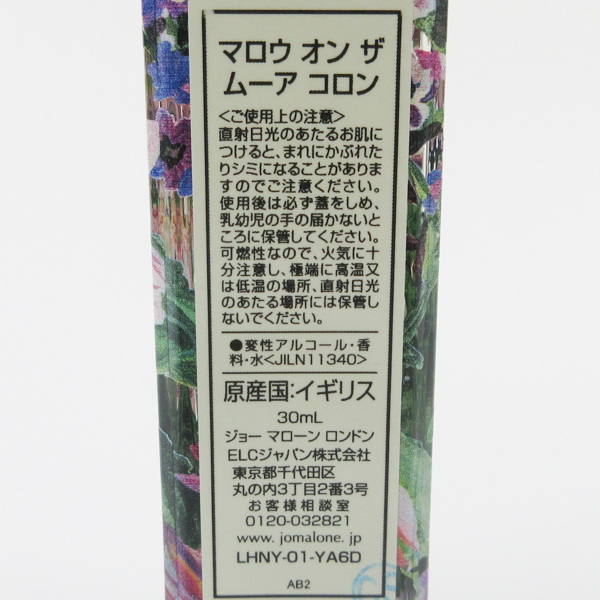 マロウ オン ザ
ムーア コロン
<ご使用上の注意>
直射日光のあたるお肌に
つけると、まれにかぶれた
りシミになることがありま
すのでご注意ください。
使用後は必ず蓋をしめ、
乳幼児の手の届かないと
ころに保管してください。
可燃性なので、火気に十
分注意し、極端に高温又
は低温の場所、直射日光
のあたる場所には保管し
ないでください。
●変性アルコール・香
料・水<JILN11340>
原産国:イギリス
30mL
ジョー マローン ロンドン
ELCジャパン株式会社
東京都千代田区
丸の内3丁目2番3号
お客様相談室
0120-032821
www.jomalone.jp
LHNY-01-YA6D
AB2